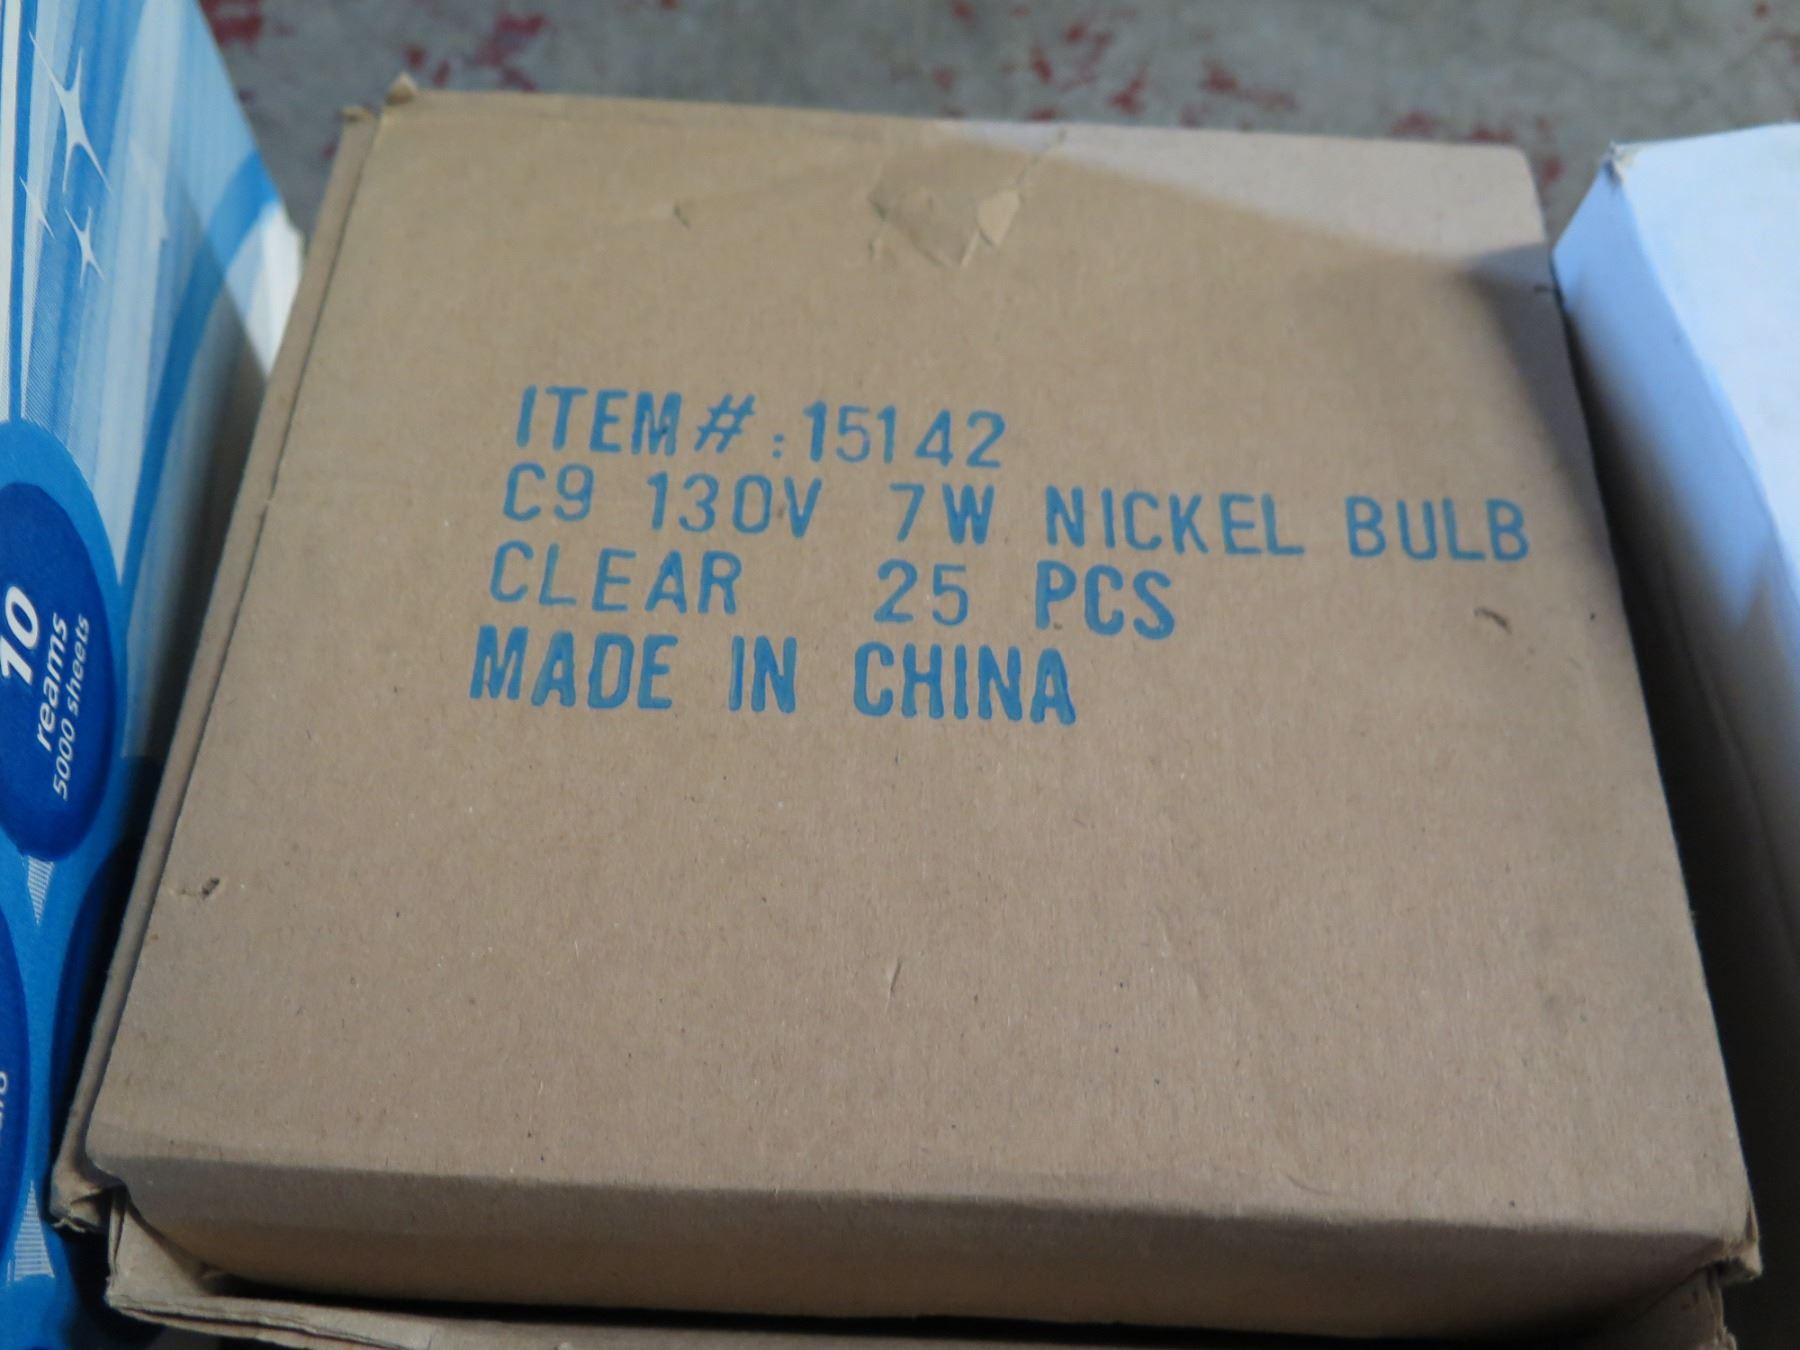 ITEM#:15142
C9 130V 7W NICKEL BULB
CLEAR 25 PCS
MADE IN CHINA
10
reams
5000 sheets